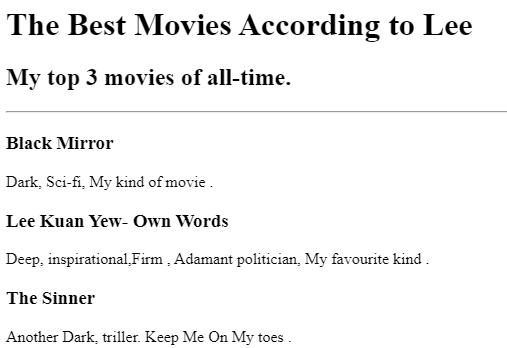 The Best Movies According to Lee
My top 3 movies of all-time.
Black Mirror
Dark, Sci-fi, My kind of movie .
Lee Kuan Yew- Own Words
Deep, inspirational,Firm , Adamant politician, My favourite kind .
The Sinner
Another Dark, triller. Keep Me On My toes .